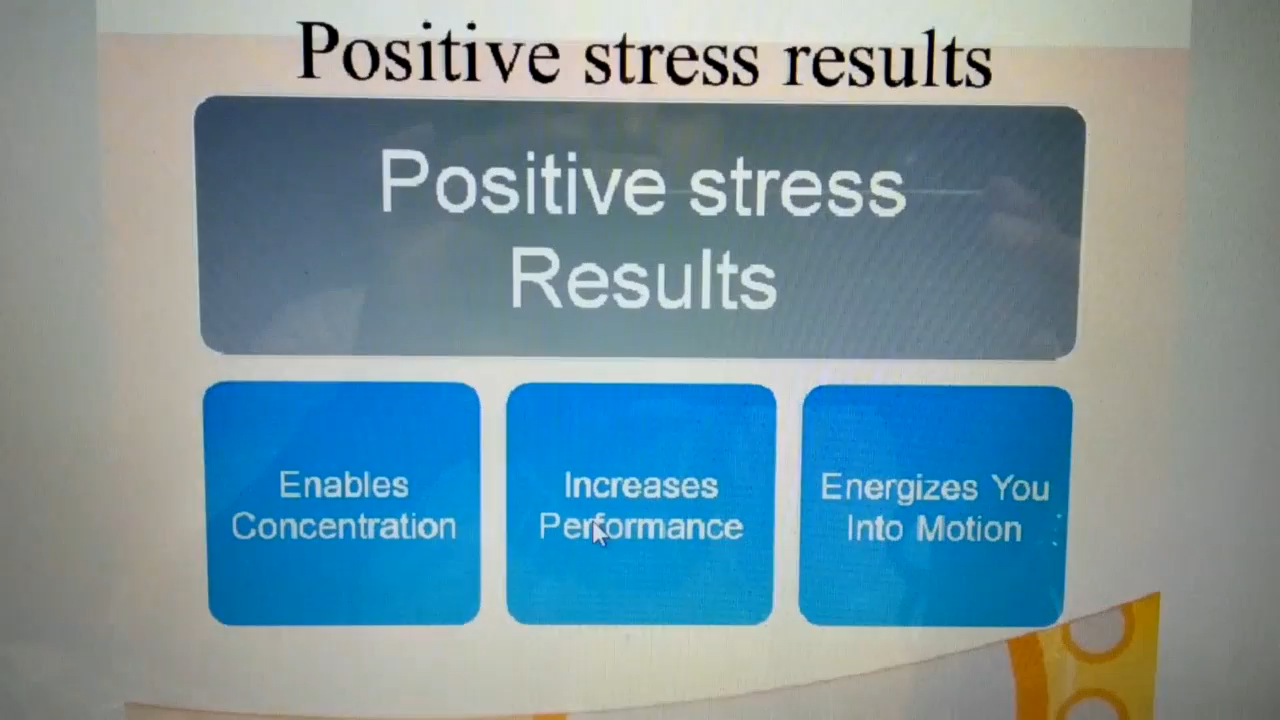 Positive stress results
Positive stress
Results
Enables
Concentration
Increases
Performance
Energizes You
Into Motion